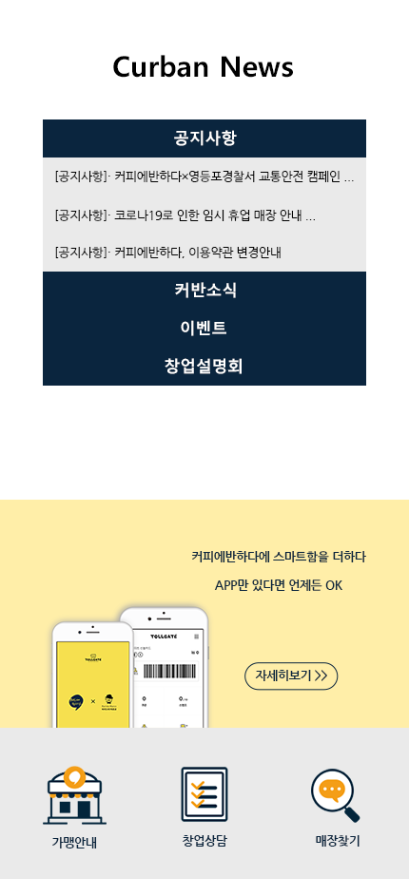 Curban News
공지사항
[공지사항]· 커피에반하다×영등포경찰서 교통안전 캠페인 ...
[공지사항]· 코로나19로 인한 임시 휴업 매장 안내 ...
[공지사항]· 커피에반하다, 이용약관 변경안내
커반소식
이벤트
창업설명회
커피에반하다에 스마트함을 더하다
APP만 있다면 언제든 OK
TOLLGATE
TOLLGATE
자세히보기 >>
가맹안내
창업상담
매장찾기